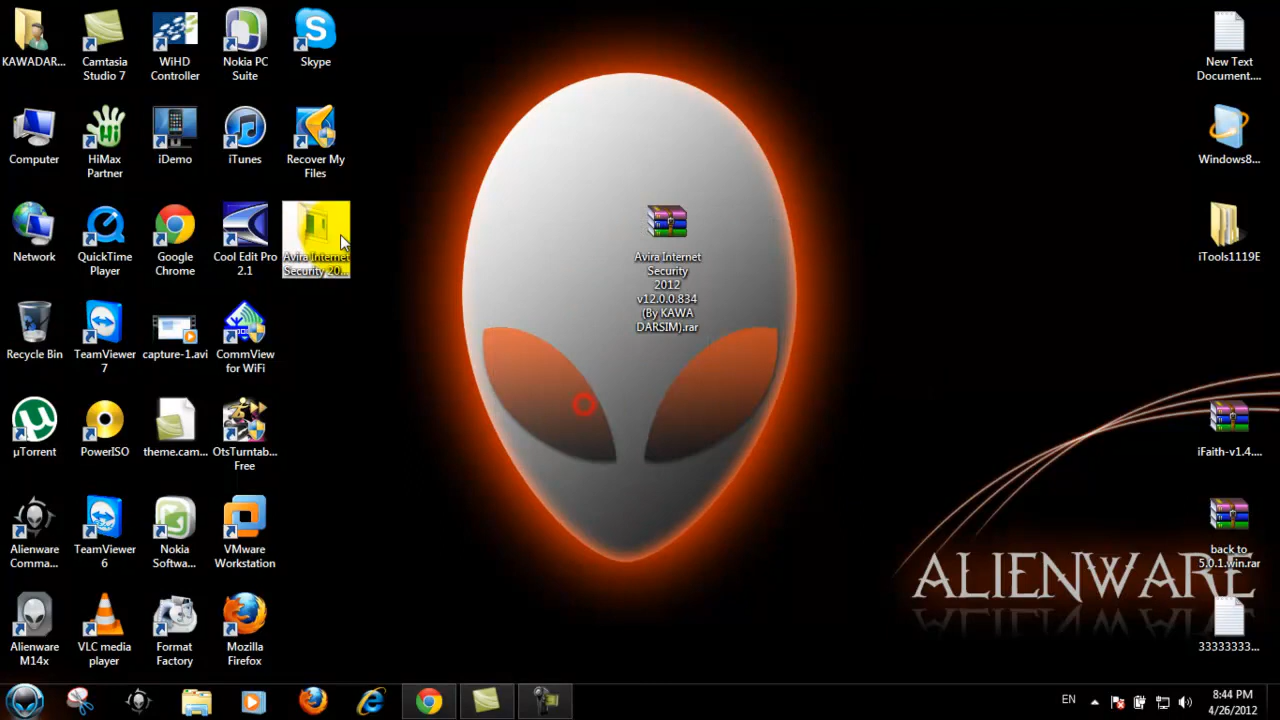 KAWADAR...
Camtasia
Studio 7
WiHD
Controller
Nokia PC
Suite
Skype
Computer
HiMax
Partner
iDemo
iTunes
Recover My
Files
Network
QuickTime
Player
Google
Chrome
Cool Edit Pro
2.1
Avira Internet
Security 20...
Recycle Bin
TeamViewer
7
capture-1.avi
CommView
for WiFi
µTorrent
PowerISO
theme.cam...
OtsTurntab...
Free
Alienware
Comma...
TeamViewer
6
Nokia
Softwa...
VMware
Workstation
Alienware
M14x
VLC media
player
Format
Factory
Mozilla
Firefox
Avira Internet
Security
2012
v12.0.0.834
(By KAWA
DARSIM).rar
New Text
Document....
Windows8...
iTools1119E
iFaith-v1.4....
back to
5.0.1.win.rar
33333333...
ALIENWARE
EN
8:44 PM
4/26/2012